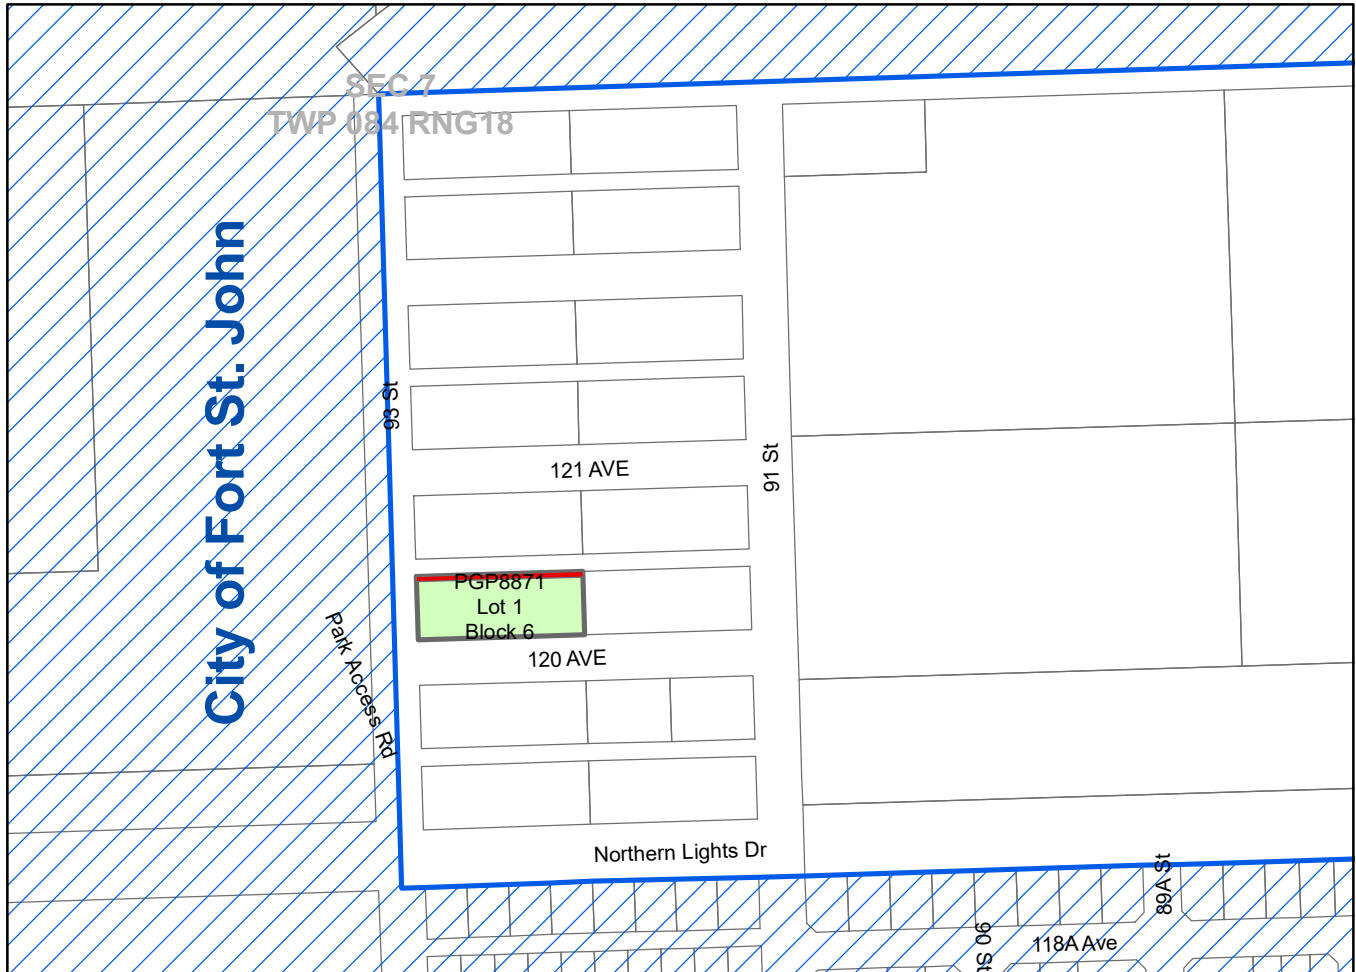 SEC 7
TWP 084 RNG18
City of Fort St. John
93 St
91 St
121 AVE
PGP8871
Lot 1
Block 6
120 AVE
Park Access Rd
Northern Lights Dr
89A St
90 St
118A Ave